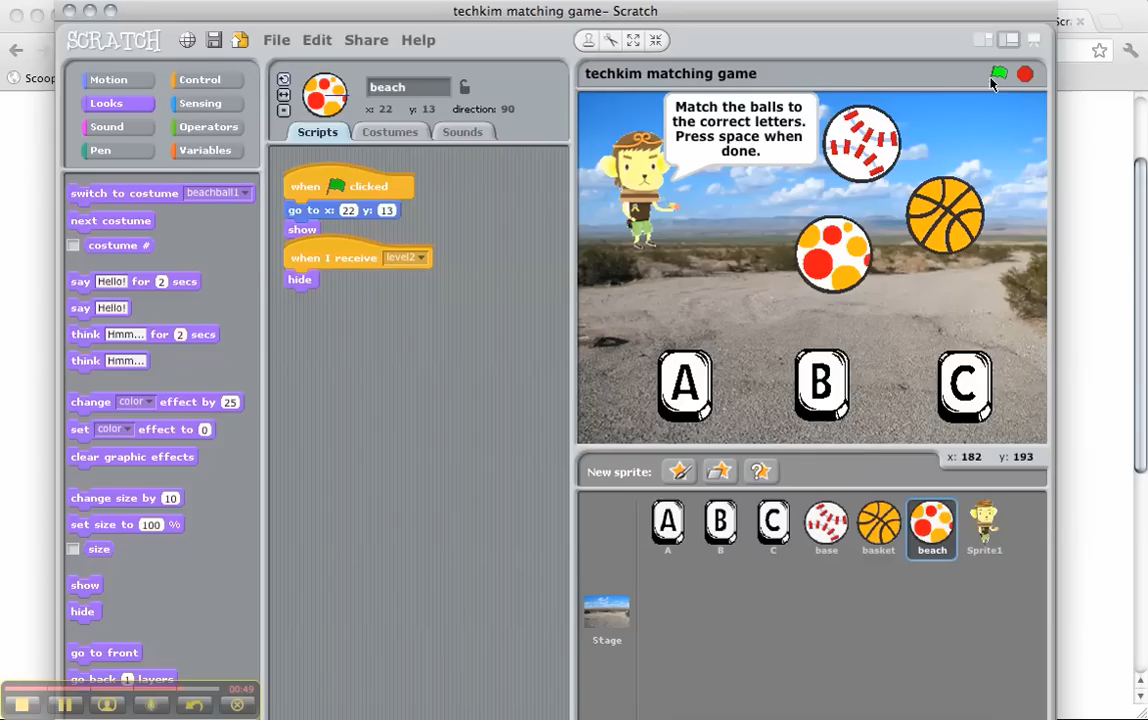 techkim matching game- Scratch
SCRATCH
File Edit Share Help
Scoop
Motion Control
Looks Sensing
Sound Operators
Pen Variables
switch to costume beachball1
next costume
costume #
say Hello! for 2 secs
say Hello!
think Hmm... for 2 secs
think Hmm...
change color effect by 25
set color effect to 0
clear graphic effects
change size by 10
set size to 100 %
size
show
hide
go to front
go back 1 layers
00:49
beach
x: 22 y: 13 direction: 90
Scripts Costumes Sounds
when clicked
go to x: 22 y: 13
show
when I receive level2
hide
techkim matching game
Match the balls to
the correct letters.
Press space when
done.
A
A B C
x: 182 y: 193
New sprite:
A B C
A B C base basket beach Sprite1
Stage